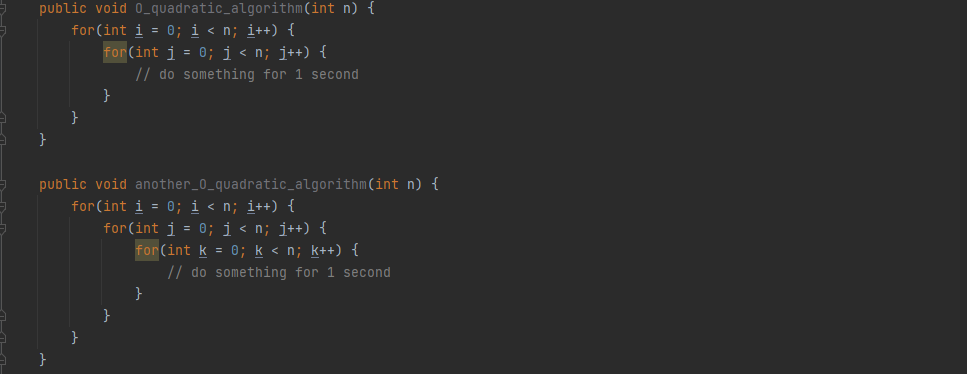 public void O_quadratic_algorithm(int n) {
for(int i = 0; i < n; i++) {
for(int j = 0; j < n; j++) {
// do something for 1 second
}
}
}
public void another_O_quadratic_algorithm(int n) {
for(int i = 0; i < n; i++) {
for(int j = 0; j < n; j++) {
for(int k = 0; k < n; k++) {
// do something for 1 second
}
}
}
}